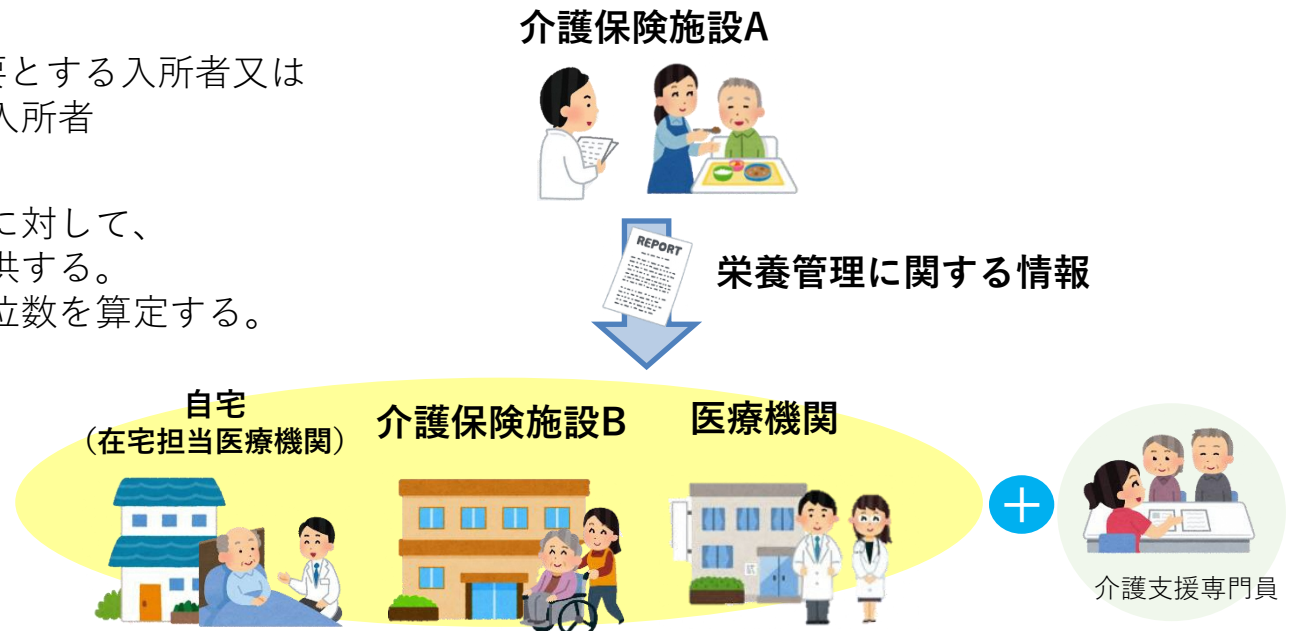 介護保険施設A
要とする入所者又は
入所者
に対して、
供する。
位数を算定する。
REPORT
栄養管理に関する情報
自宅
（在宅担当医療機関）
介護保険施設B
医療機関
＋
介護支援専門員